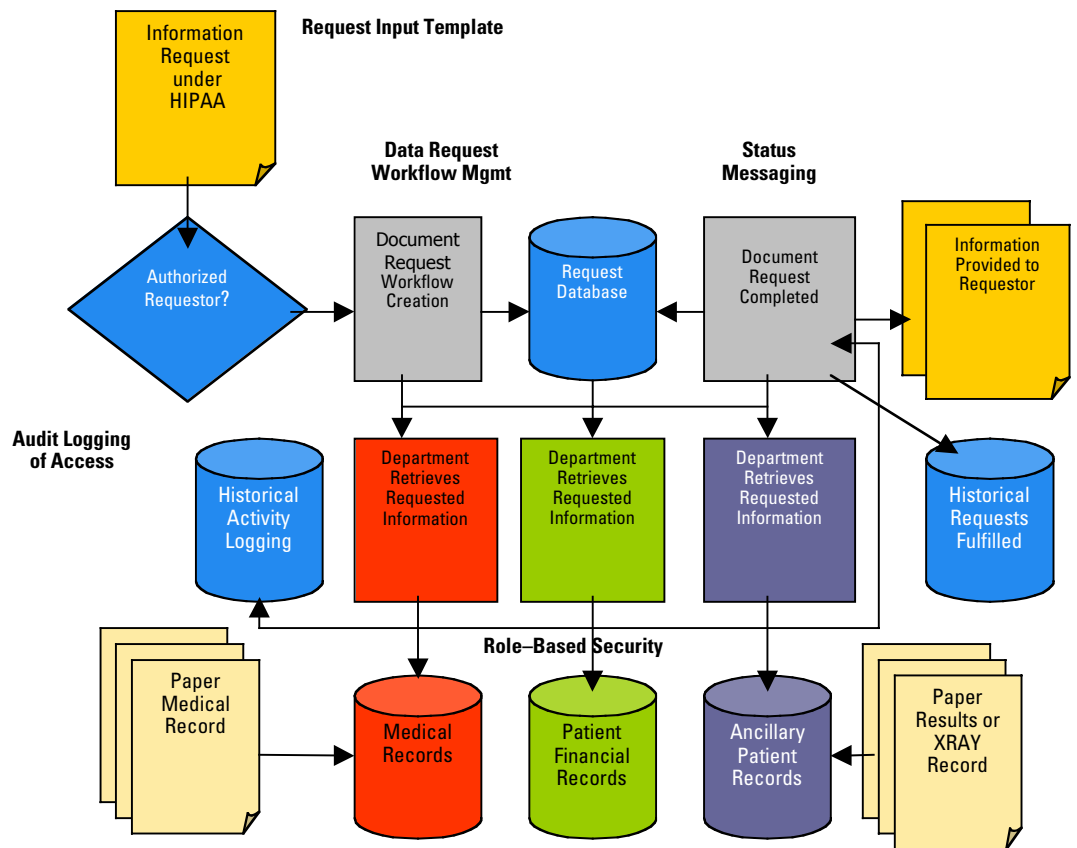 Information
Request
under
HIPAA
Request Input Template
Data Request
Workflow Mgmt
Status
Messaging
Authorized
Requestor?
Document
Request
Workflow
Creation
Request
Database
Document
Request
Completed
Information
Provided to
Requestor
Audit Logging
of Access
Historical
Activity
Logging
Department
Retrieves
Requested
Information
Department
Retrieves
Requested
Information
Department
Retrieves
Requested
Information
Historical
Requests
Fulfilled
Role–Based Security
Paper
Medical
Record
Medical
Records
Patient
Financial
Records
Ancillary
Patient
Records
Paper
Results or
XRAY
Record